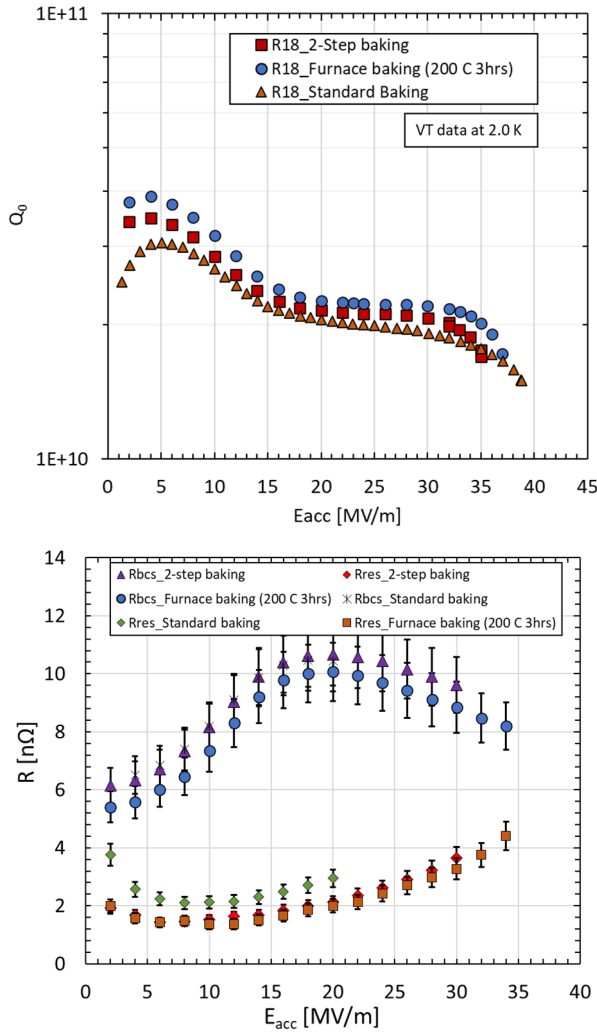 1E+11
R18_2-Step baking
R18_Furnace baking (200 C 3hrs)
R18_Standard Baking
VT data at 2.0 K
Q0
1E+10
0 5 10 15 20 25 30 35 40 45
Eacc [MV/m]
14
Rbcs_2-step baking Rres_2-step baking
Rbcs_Furnace baking (200 C 3hrs) Rbcs_Standard baking
Rres_Standard baking Rres_Furnace baking (200 C 3hrs)
12
10
8
R [nΩ]
6
4
2
0
0 5 10 15 20 25 30 35 40
Eacc [MV/m]